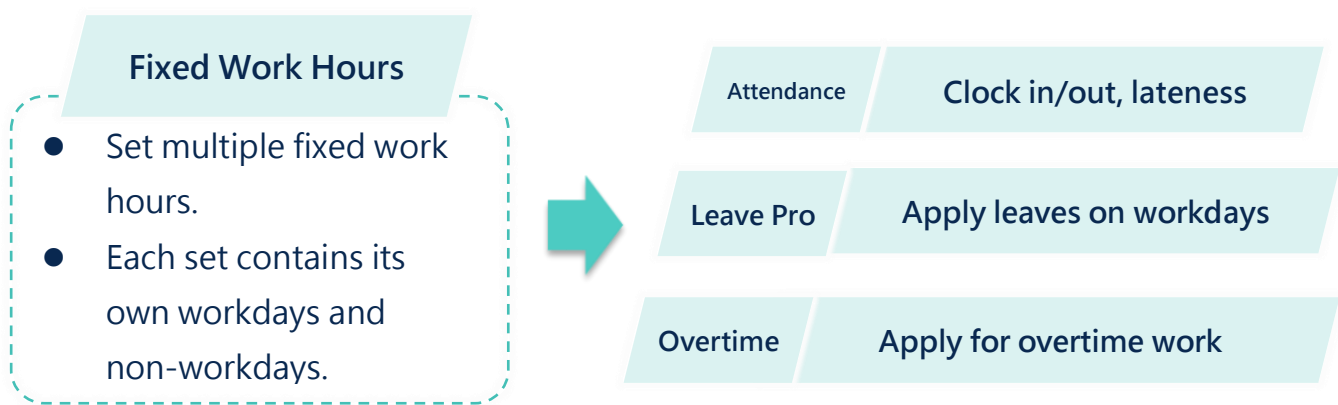 Fixed Work Hours
● Set multiple fixed work
hours.
● Each set contains its
own workdays and
non-workdays.
Attendance Clock in/out, lateness
Leave Pro Apply leaves on workdays
Overtime Apply for overtime work